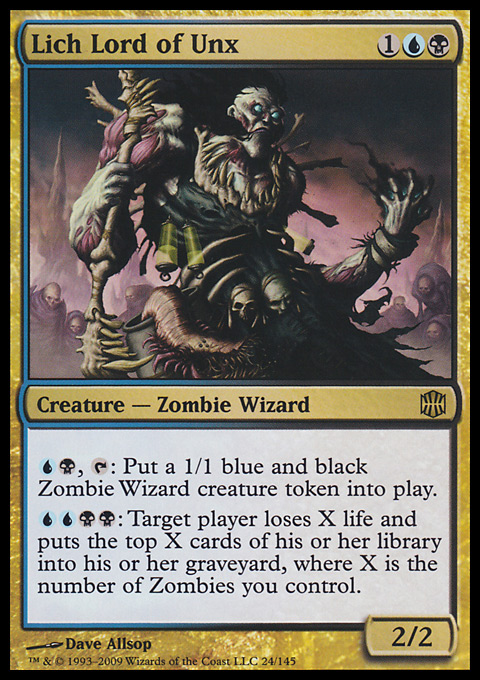 Lich Lord of Unx 1
Creature — Zombie Wizard
, : Put a 1/1 blue and black
Zombie Wizard creature token into play.
: Target player loses X life and
puts the top X cards of his or her library
into his or her graveyard, where X is the
number of Zombies you control.
2/2
Dave Allsop
™ & © 1993–2009 Wizards of the Coast LLC 24/145